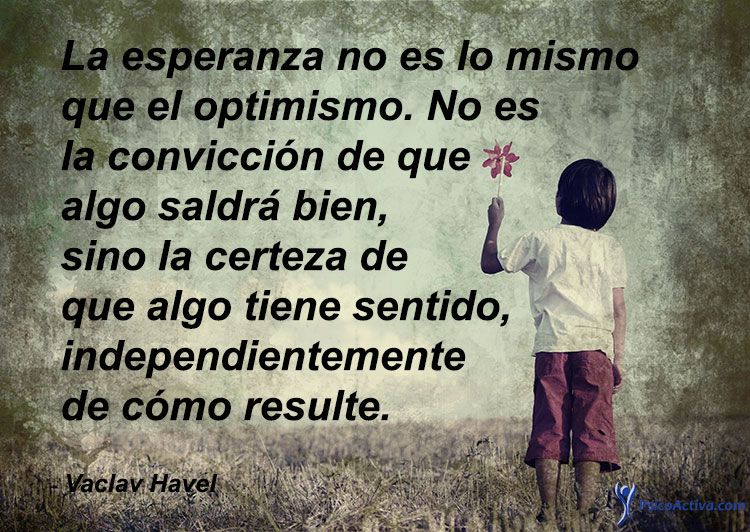 La esperanza no es lo mismo
que el optimismo. No es
la convicción de que
algo saldrá bien,
sino la certeza de
que algo tiene sentido,
independientemente
de cómo resulte.
- Vaclav Havel
PsicoActiva.com